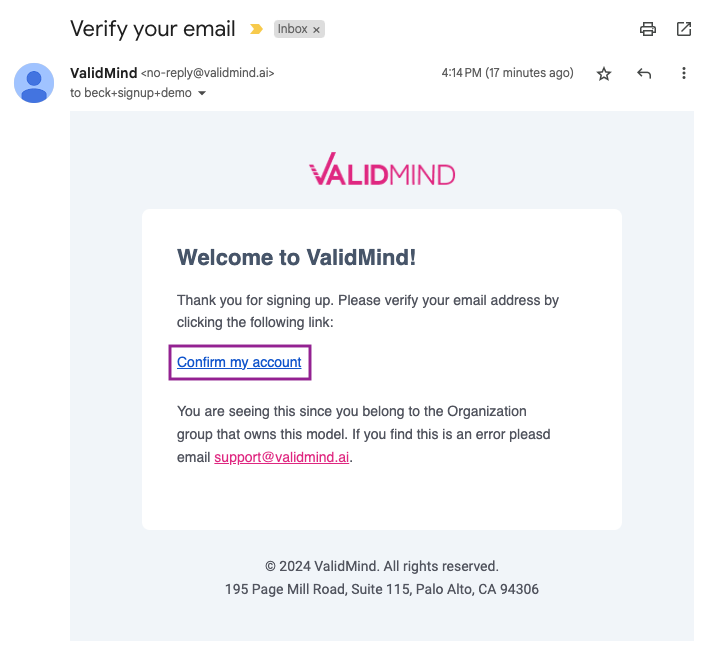 Verify your email
Inbox ×
ValidMind <no-reply@validmind.ai>
4:14 PM (17 minutes ago)
to beck+signup+demo
VALIDMIND
Welcome to ValidMind!
Thank you for signing up. Please verify your email address by
clicking the following link:
Confirm my account
You are seeing this since you belong to the Organization
group that owns this model. If you find this is an error pleasd
email support@validmind.ai.
© 2024 ValidMind. All rights reserved.
195 Page Mill Road, Suite 115, Palo Alto, CA 94306